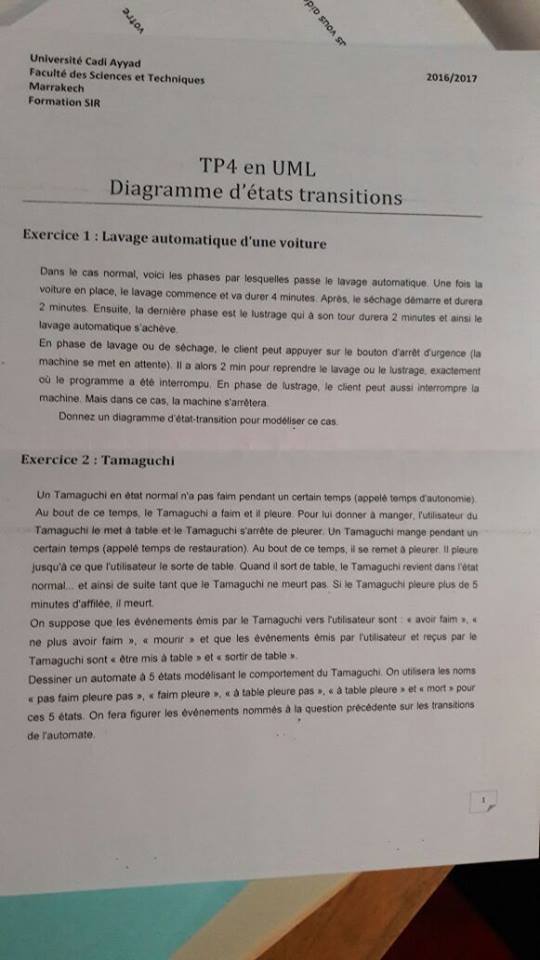 votre
si vous
Université Cadi Ayyad
Faculté des Sciences et Techniques
Marrakech
Formation SIR
2016/2017
TP4 en UML
Diagramme d'états transitions
Exercice 1 : Lavage automatique d'une voiture
Dans le cas normal, voici les phases par lesquelles passe le lavage automatique. Une fois la
voiture en place, le lavage commence et va durer 4 minutes. Après, le séchage démarre et durera
2 minutes. Ensuite, la dernière phase est le lustrage qui à son tour durera 2 minutes et ainsi le
lavage automatique s'achève.
En phase de lavage ou de séchage, le client peut appuyer sur le bouton d'arrêt d'urgence (la
machine se met en attente). Il a alors 2 min pour reprendre le lavage ou le lustrage, exactement
où le programme a été interrompu. En phase de lustrage, le client peut aussi interrompre la
machine. Mais dans ce cas, la machine s'arrêtera.
Donnez un diagramme d'état-transition pour modéliser ce cas.
Exercice 2 : Tamaguchi
Un Tamaguchi en état normal n'a pas faim pendant un certain temps (appelé temps d'autonomie).
Au bout de ce temps, le Tamaguchi a faim et il pleure. Pour lui donner à manger, l'utilisateur du
Tamaguchi le met à table et le Tamaguchi s'arrête de pleurer. Un Tamaguchi mange pendant un
certain temps (appelé temps de restauration). Au bout de ce temps, il se remet à pleurer. Il pleure
jusqu'à ce que l'utilisateur le sorte de table. Quand il sort de table, le Tamaguchi revient dans l'état
normal... et ainsi de suite tant que le Tamaguchi ne meurt pas. Si le Tamaguchi pleure plus de 5
minutes d'affilée, il meurt.
On suppose que les événements émis par le Tamaguchi vers l'utilisateur sont : « avoir faim », «
ne plus avoir faim », « mourir » et que les évènements émis par l'utilisateur et reçus par le
Tamaguchi sont « être mis à table » et « sortir de table ».
Dessiner un automate à 5 états modélisant le comportement du Tamaguchi. On utilisera les noms
« pas faim pleure pas », « faim pleure », « à table pleure pas », « à table pleure » et « mort » pour
ces 5 états. On fera figurer les événements nommés à la question précédente sur les transitions
de l'automate.
1